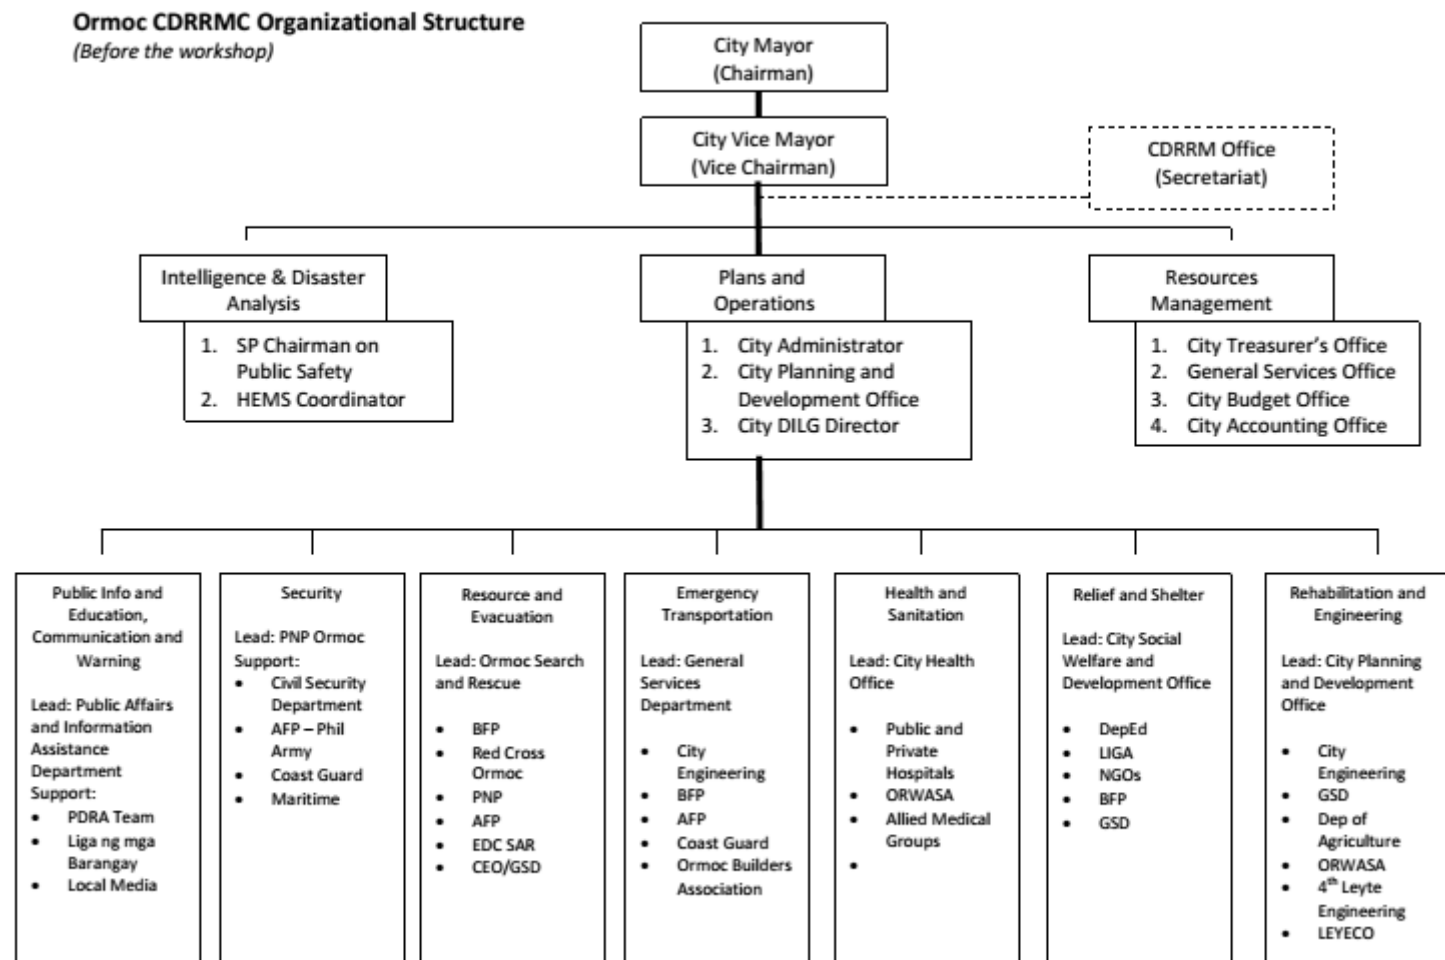 Ormoc CDRRMC Organizational Structure
(Before the workshop)
City Mayor
(Chairman)
City Vice Mayor
(Vice Chairman)
CDRRM Office
(Secretariat)
Intelligence & Disaster
Analysis
1. SP Chairman on
Public Safety
2. HEMS Coordinator
Plans and
Operations
1. City Administrator
2. City Planning and
Development Office
3. City DILG Director
Resources
Management
1. City Treasurer's Office
2. General Services Office
3. City Budget Office
4. City Accounting Office
Public Info and
Education,
Communication and
Warning
Lead: Public Affairs
and Information
Assistance
Department
Support:
• PDRA Team
• Liga ng mga
Barangay
• Local Media
Security
Lead: PNP Ormoc
Support:
• Civil Security
Department
• AFP – Phil
Army
• Coast Guard
• Maritime
Resource and
Evacuation
Lead: Ormoc Search
and Rescue
• BFP
• Red Cross
Ormoc
• PNP
• AFP
• EDC SAR
• CEO/GSD
Emergency
Transportation
Lead: General
Services
Department
• City
Engineering
• BFP
• AFP
• Coast Guard
• Ormoc Builders
Association
Health and
Sanitation
Lead: City Health
Office
• Public and
Private
Hospitals
• ORWASA
• Allied Medical
Groups
•
Relief and Shelter
Lead: City Social
Welfare and
Development Office
• DepEd
• LIGA
• NGOs
• BFP
• GSD
Rehabilitation and
Engineering
Lead: City Planning
and Development
Office
• City
Engineering
• GSD
• Dep of
Agriculture
• ORWASA
• 4th Leyte
Engineering
• LEYECO